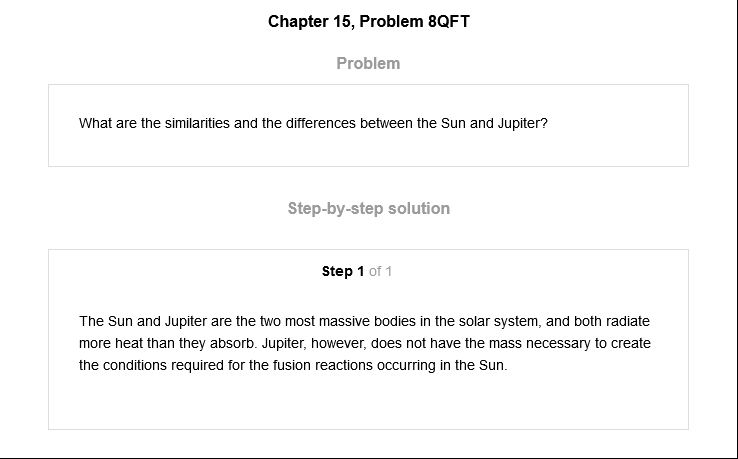 Chapter 15, Problem 8QFT
Problem
What are the similarities and the differences between the Sun and Jupiter?
Step-by-step solution
Step 1 of 1
The Sun and Jupiter are the two most massive bodies in the solar system, and both radiate
more heat than they absorb. Jupiter, however, does not have the mass necessary to create
the conditions required for the fusion reactions occurring in the Sun.